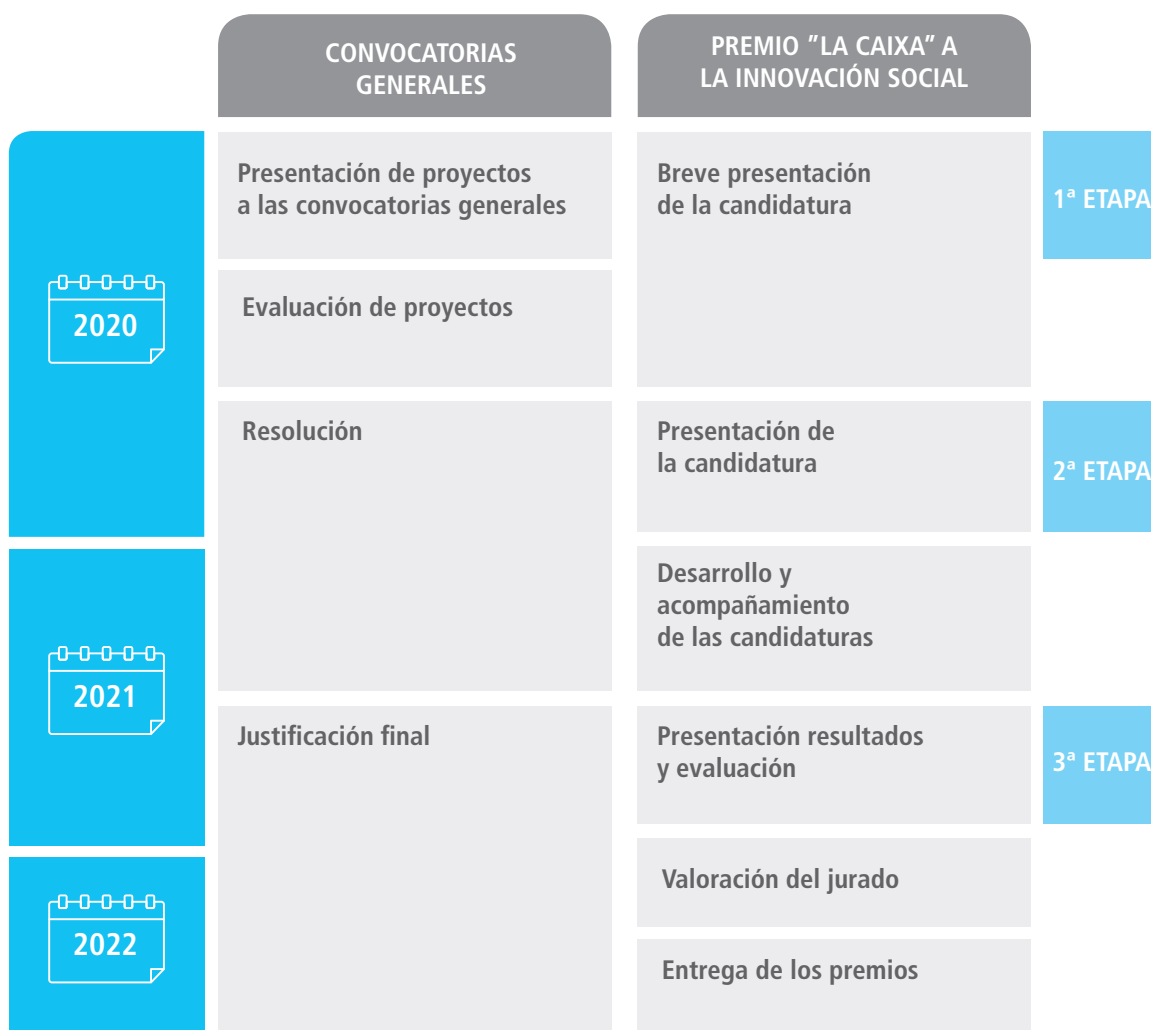 CONVOCATORIAS
GENERALES
PREMIO "LA CAIXA" A
LA INNOVACIÓN SOCIAL
2020
Presentación de proyectos
a las convocatorias generales
Breve presentación
de la candidatura
1ª ETAPA
Evaluación de proyectos
Resolución
Presentación de
la candidatura
2ª ETAPA
2021
Desarrollo y
acompañamiento
de las candidaturas
Justificación final
Presentación resultados
y evaluación
3ª ETAPA
2022
Valoración del jurado
Entrega de los premios